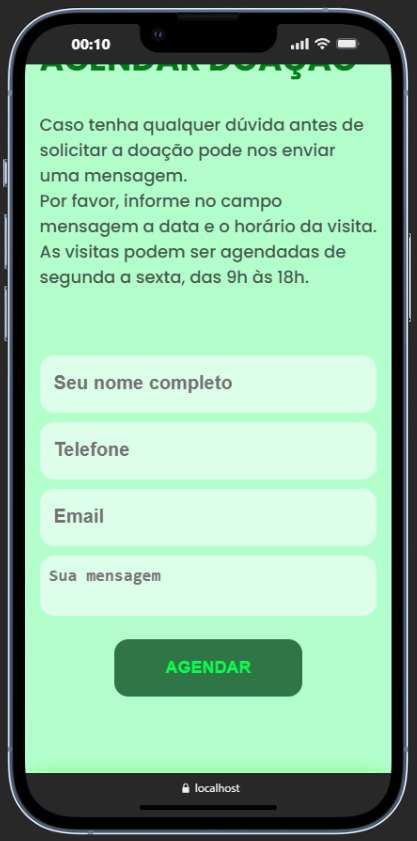 00:10
AGENDAR DOAÇÃO
Caso tenha qualquer dúvida antes de
solicitar a doação pode nos enviar
uma mensagem.
Por favor, informe no campo
mensagem a data e o horário da visita.
As visitas podem ser agendadas de
segunda a sexta, das 9h às 18h.
Seu nome completo
Telefone
Email
Sua mensagem
AGENDAR
localhost